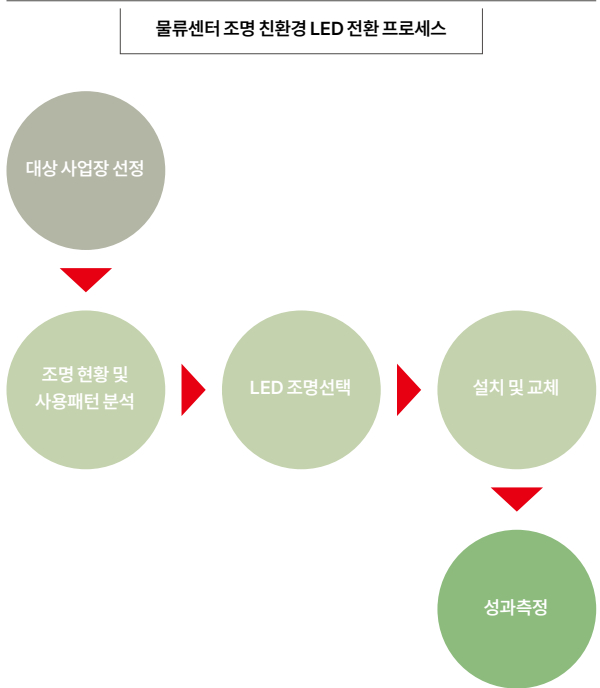 물류센터 조명 친환경 LED 전환 프로세스
대상 사업장 선정
조명 현황 및
사용패턴 분석
LED 조명선택
설치 및 교체
성과측정